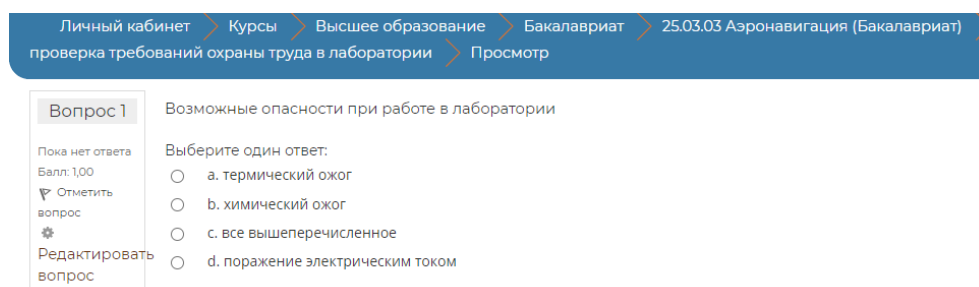 Личный кабинет Курсы Высшее образование Бакалавриат 25.03.03 Аэронавигация (Бакалавриат)
проверка требований охраны труда в лаборатории Просмотр
Вопрос 1
Пока нет ответа
Балл: 1,00
Отметить
вопрос
Редактировать
вопрос
Возможные опасности при работе в лаборатории
Выберите один ответ:
a. термический ожог
b. химический ожог
c. все вышеперечисленное
d. поражение электрическим током